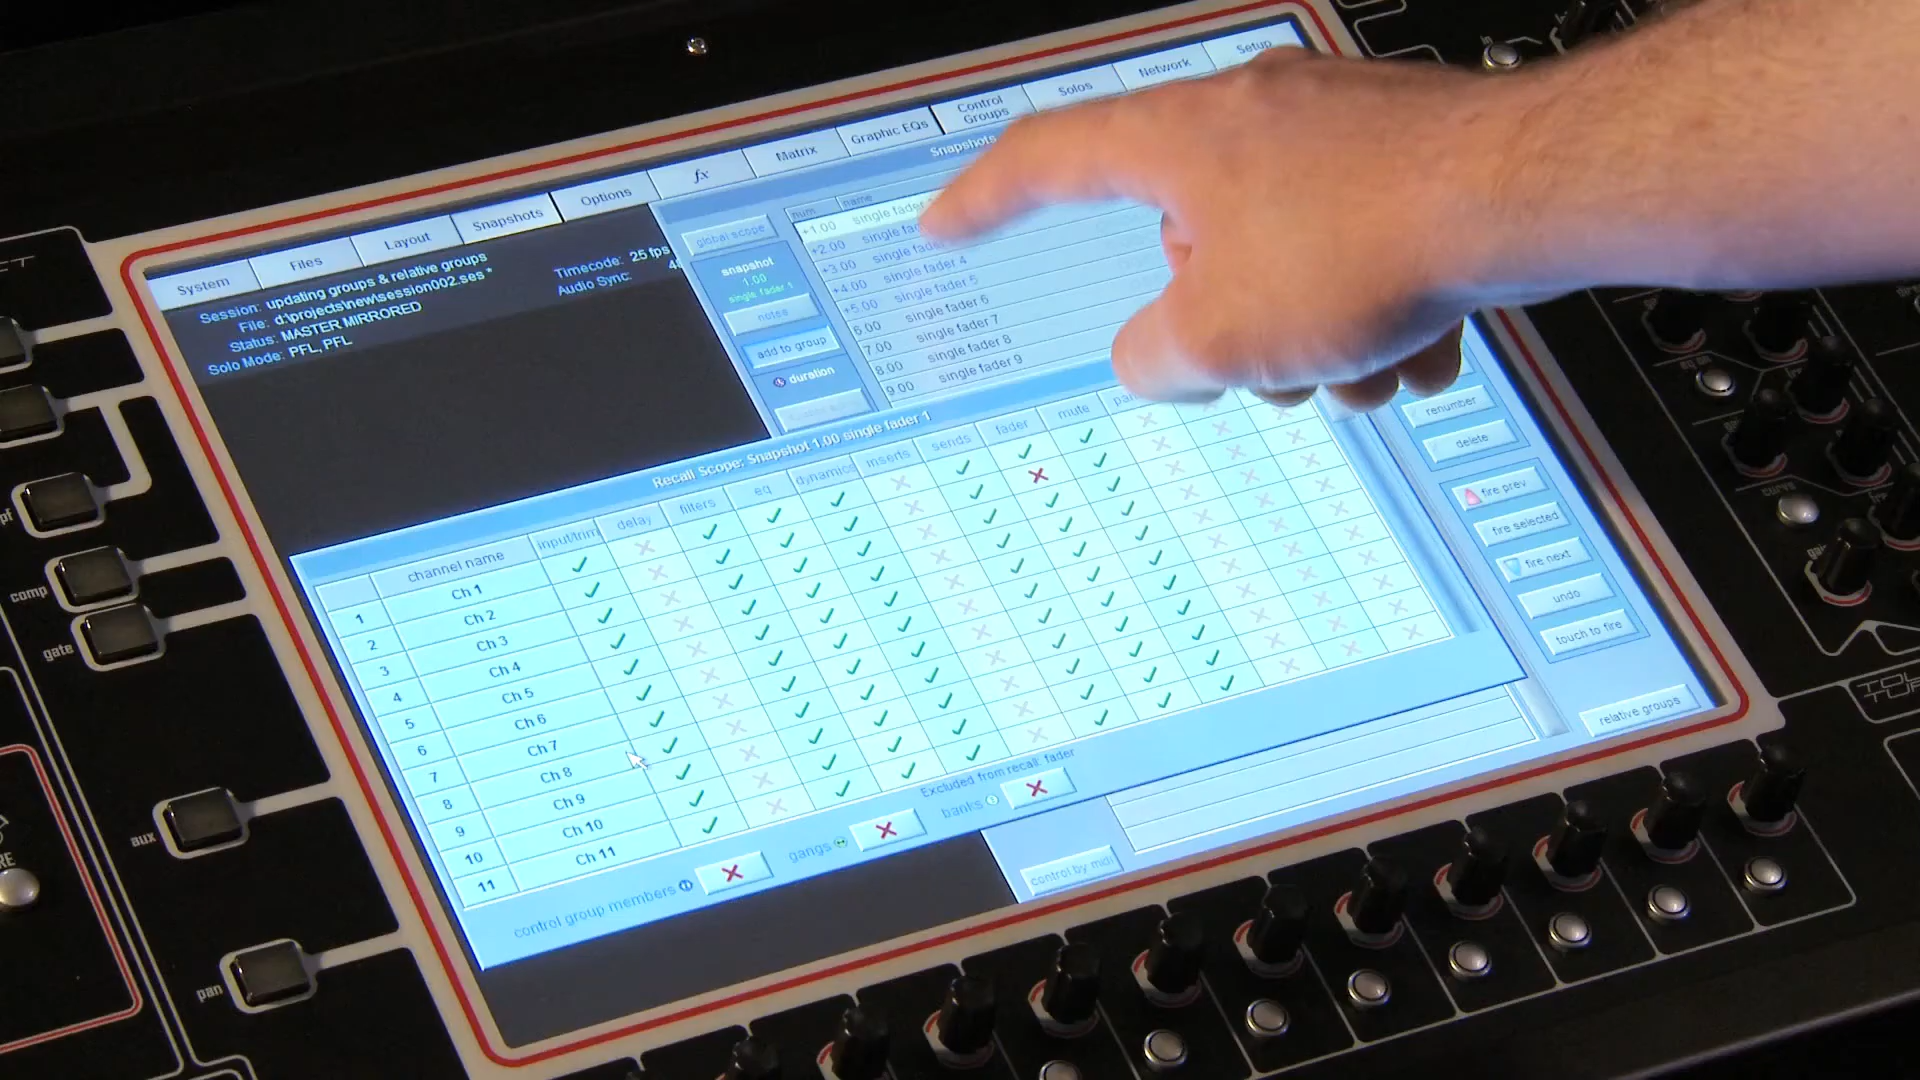 System
Files
Layout
Snapshots
Options
fx
Matrix
Graphic EQs
Control
Groups
Solos
Network
Setup
Session: updating groups & relative groups
File: d:\projects\new\session002.ses *
Status: MASTER MIRRORED
Solo Mode: PFL, PFL
Timecode: 25 fps
Audio Sync:
Snapshots
global scope
snapshot
1.00
single fader 1
notes
add to group
duration
num name
+1.00 single fader
+2.00
+3.00 single fader
+4.00 single fader 4
+5.00 single fader 5
6.00 single fader 6
7.00 single fader 7
8.00 single fader 8
9.00 single fader 9
renumber
delete
fire prev
fire selected
fire next
undo
touch to fire
relative groups
control by midi
Recall Scope: Snapshot 1.00 single fader 1
channel name input/trim delay filters eq dynamics inserts sends fader mute
1 Ch 1
2 Ch 2
3 Ch 3
4 Ch 4
5 Ch 5
6 Ch 6
7 Ch 7
8 Ch 8
9 Ch 9
10 Ch 10
11 Ch 11
Excluded from recall: fader
control group members
gangs
banks
comp
gate
aux
pan